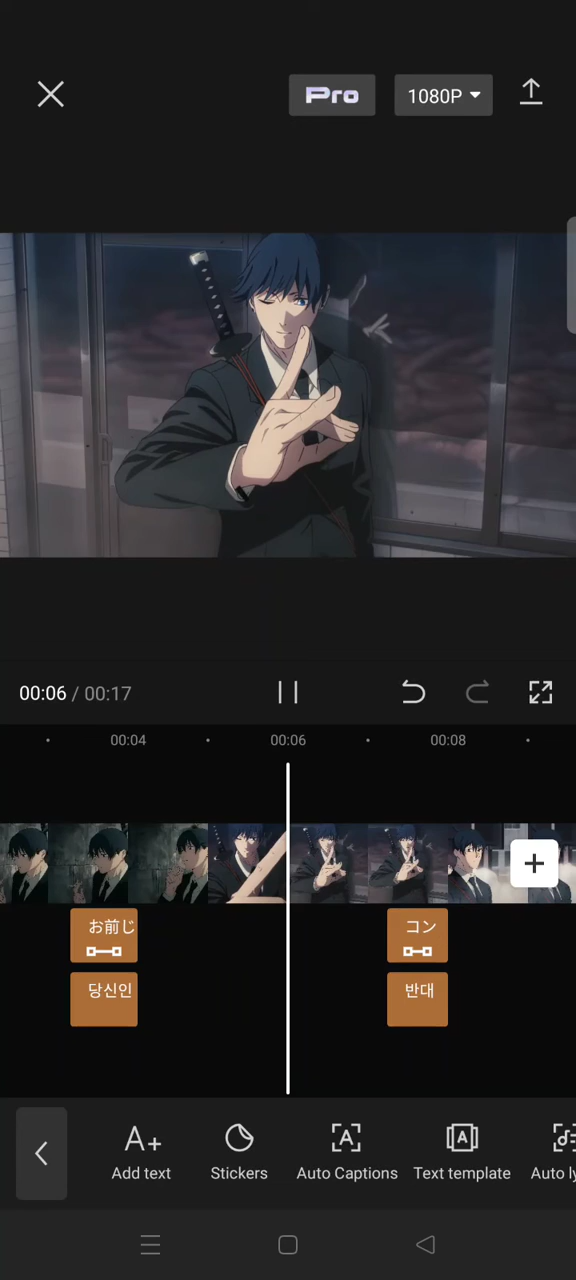 Pro
1080P
00:06 / 00:17
00:04
00:06
00:08
お前じ
コン
당신인
반대
Add text
Stickers
Auto Captions
Text template
Auto ly